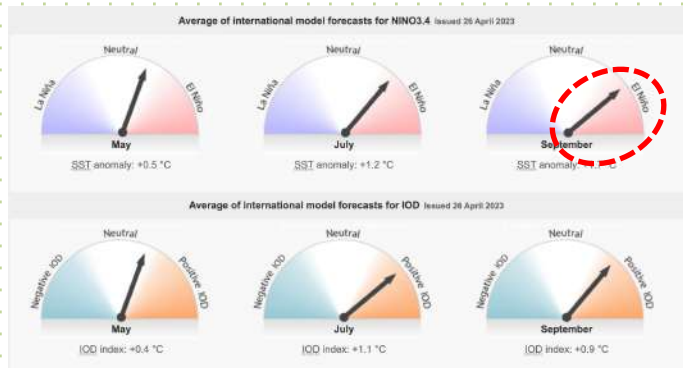 Average of international model forecasts for NINO3.4 Issued 26 April 2023
Neutral Neutral Neutral
La Niña El Niño La Niña El Niño La Niña El Niño
May July September
SST anomaly: +0.5 °C SST anomaly: +1.2 °C SST anomaly: °C
Average of international model forecasts for IOD Issued 26 April 2023
Neutral Neutral Neutral
Negative IOD Positive IOD Negative IOD Positive IOD Negative IOD Positive IOD
May July September
IOD index: +0.4 °C IOD index: +1.1 °C IOD index: +0.9 °C